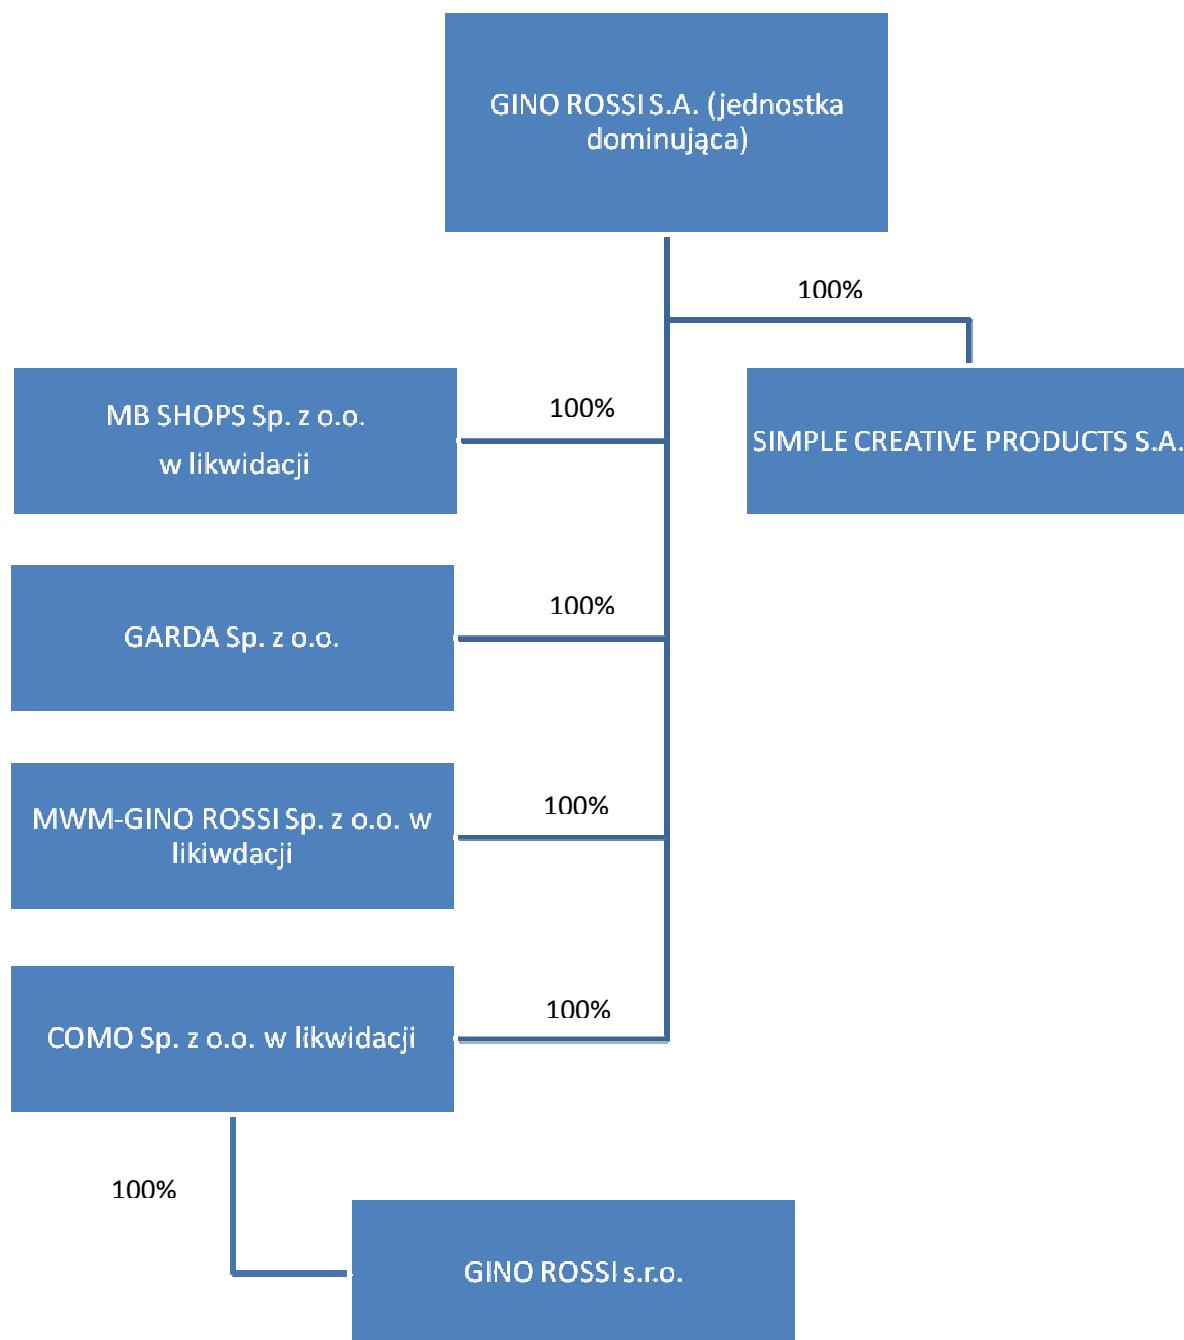 GINO ROSSI S.A. (jednostka
dominująca)
100%
MB SHOPS Sp. z o.o.
w likwidacji
100%
SIMPLE CREATIVE PRODUCTS S.A.
GARDA Sp. z o.o.
100%
MWM-GINO ROSSI Sp. z o.o. w
likiwdacji
100%
COMO Sp. z o.o. w likwidacji
100%
100%
GINO ROSSI s.r.o.